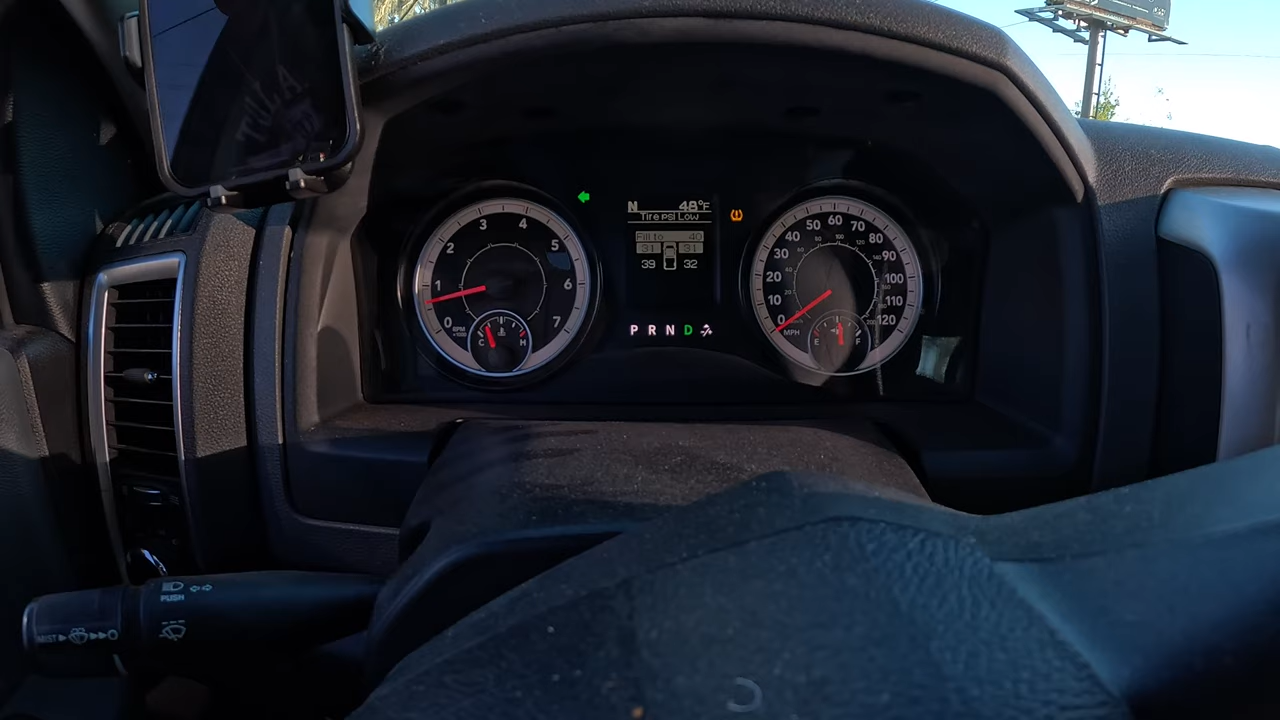 N 48°F
Tire psi Low
Fill to 40
31 31
39 32
P R N D
0 1 2 3 4 5 6 7
RPM
x1000
C H
0 10 20 30 40 50 60 70 80 90 100 110 120
MPH
E F
PUSH
MIST